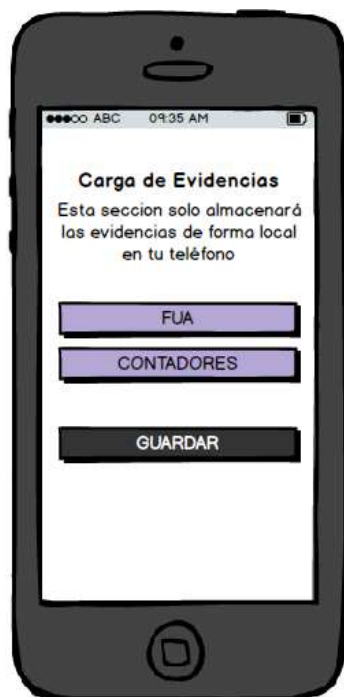 ABC 09:35 AM
Carga de Evidencias
Esta seccion solo almacenará
las evidencias de forma local
en tu teléfono
FUA
CONTADORES
GUARDAR